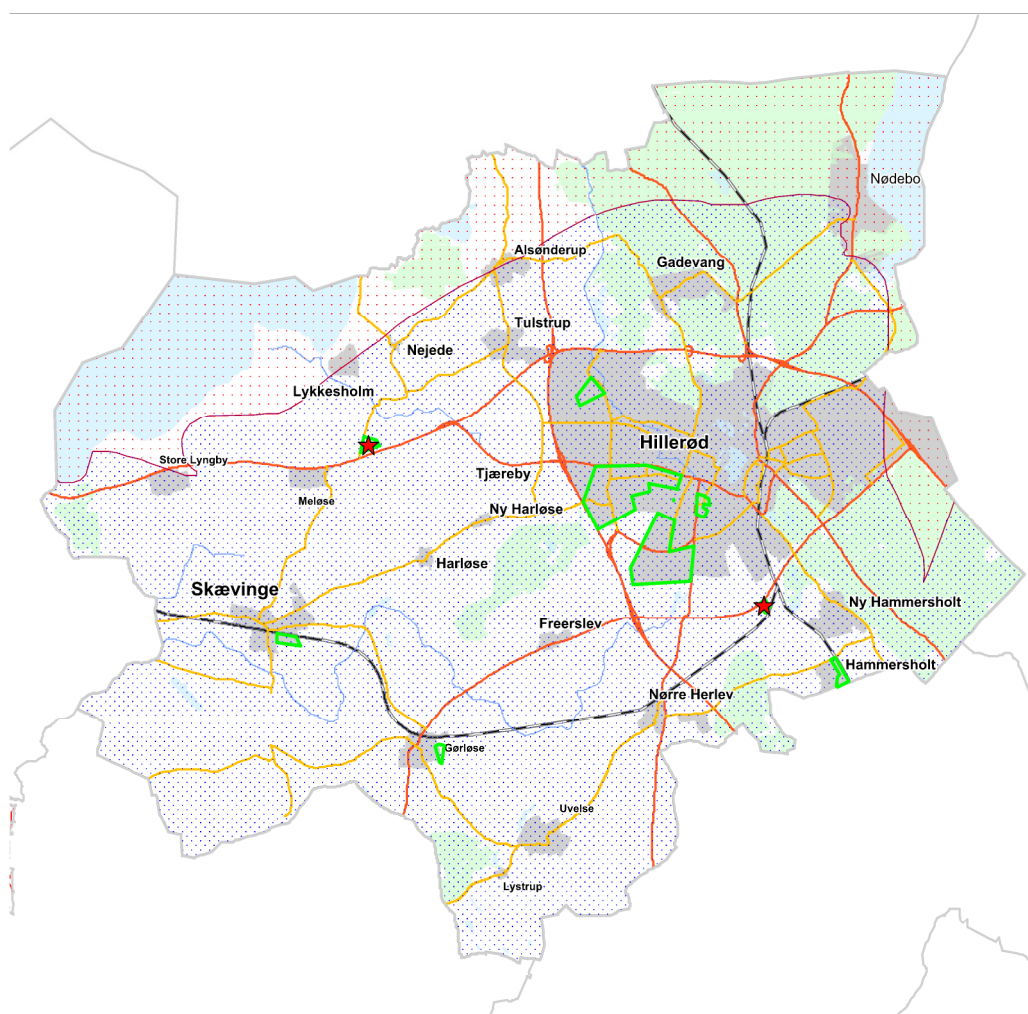 Nødebo
Alsønderup
Gadevang
Tulstrup
Nejede
Lykkesholm
Hillerød
Store Lyngby
Tjæreby
Meløse
Ny Harløse
Harløse
Skævinge
Ny Hammersholt
Freerslev
Hammersholt
Nørre Herlev
Gørløse
Uvelse
Lystrup